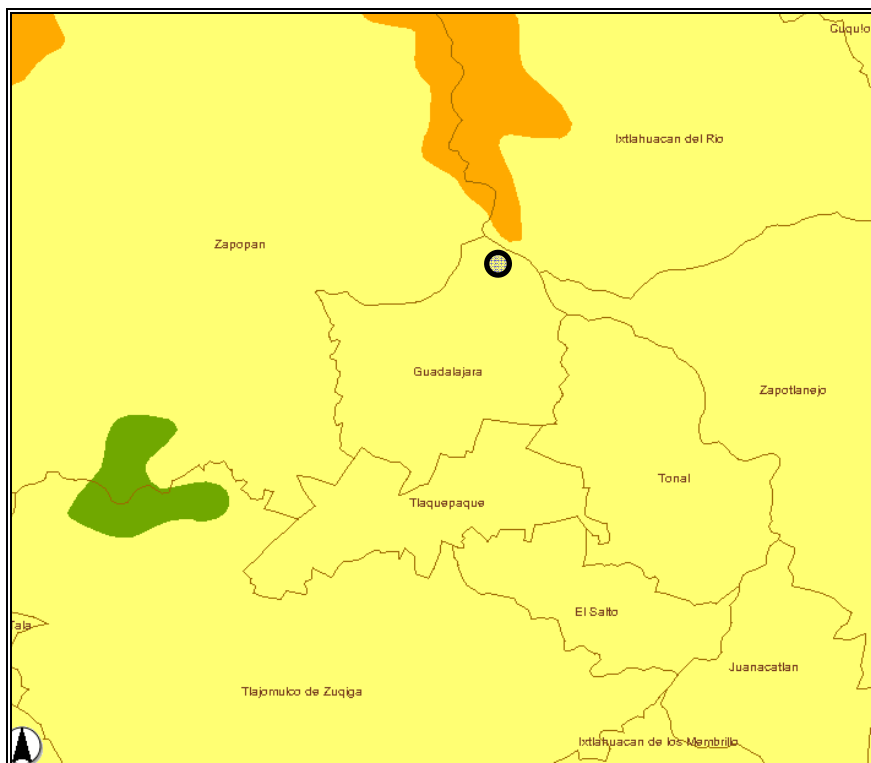 Cuquio
Ixtlahuacan del Rio
Zapopan
Guadalajara
Zapotlanejo
Tonal
Tlaquepaque
El Salto
Tala
Juanacatlan
Tlajomulco de Zuqiga
Ixtlahuacan de los Membrillo